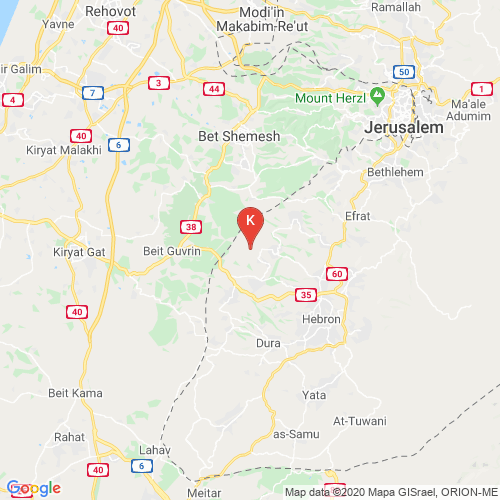 Rehovot
Modi'in
Makabim-Re'ut
Ramallah
Yavne
40
ir Galim
50
7
3
44
1
4
Mount Herzl
Ma'ale
Adumim
Jerusalem
Bet Shemesh
40
6
Kiryat Malakhi
Bethlehem
K
Efrat
38
Kiryat Gat
Beit Guvrin
60
35
40
Hebron
Dura
Beit Kama
Yata
At-Tuwani
Rahat
as-Samu
Lahav
40
6
Google
Meitar
Map data ©2020 Mapa GISrael, ORION-ME